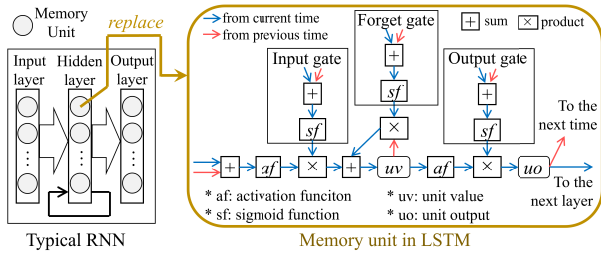 Memory
Unit
replace
Input
layer
Hidden
layer
Output
layer
Typical RNN
from current time
from previous time
Forget gate
+ sum × product
Input gate
Output gate
+
sf
+
sf
×
+
sf
+ af × + uv af × uo
To the
next time
To the
next layer
* af: activation funciton
* uv: unit value
* sf: sigmoid function
* uo: unit output
Memory unit in LSTM